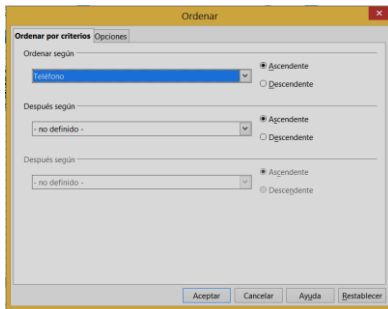 Ordenar
Ordenar por criterios Opciones
Ordenar según
Teléfono
Ascendente
Descendente
Después según
- no definido -
Ascendente
Descendente
Después según
- no definido -
Ascendente
Descendente
Aceptar Cancelar Ayuda Restablecer